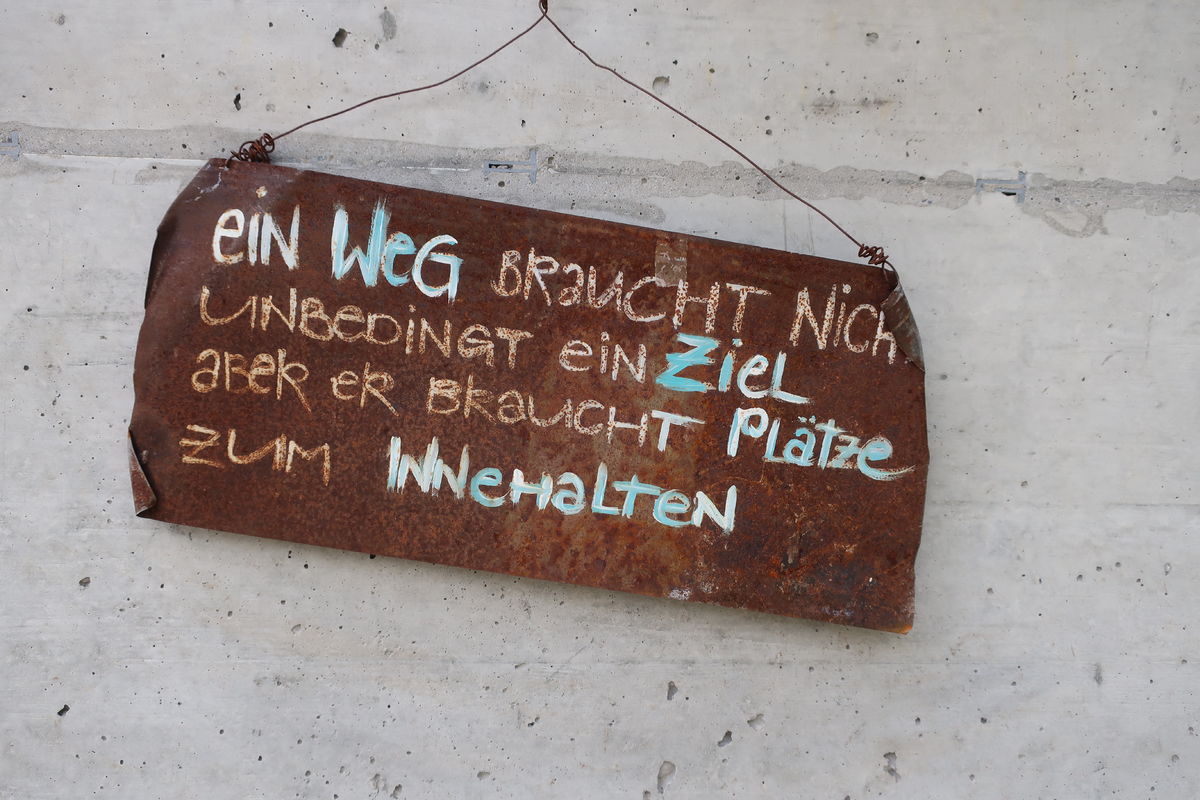 eiN WeG BRaUCHT NicH
UNBeDiNGT eiN ZieL
aBeR eR BRaUCHT PLätze
ZUM INNeHaLTeN